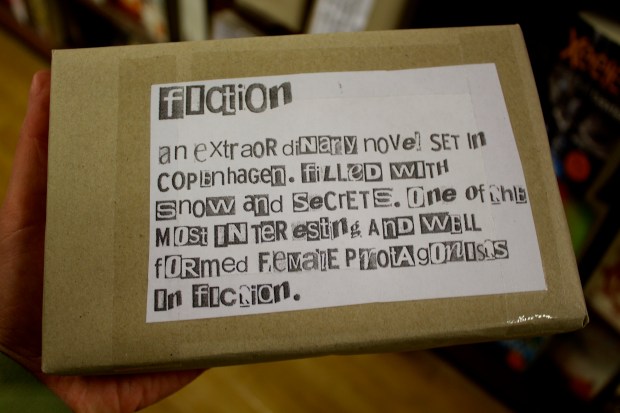 fiction
an extraordinary novel SET in
COPEnhagen. fiLLED WITH
snow and SeCrETS. One of the
MOSt INTERestIng AND WELL
fORmed FEMALE PrOtAgONISts
In FIcTIon.